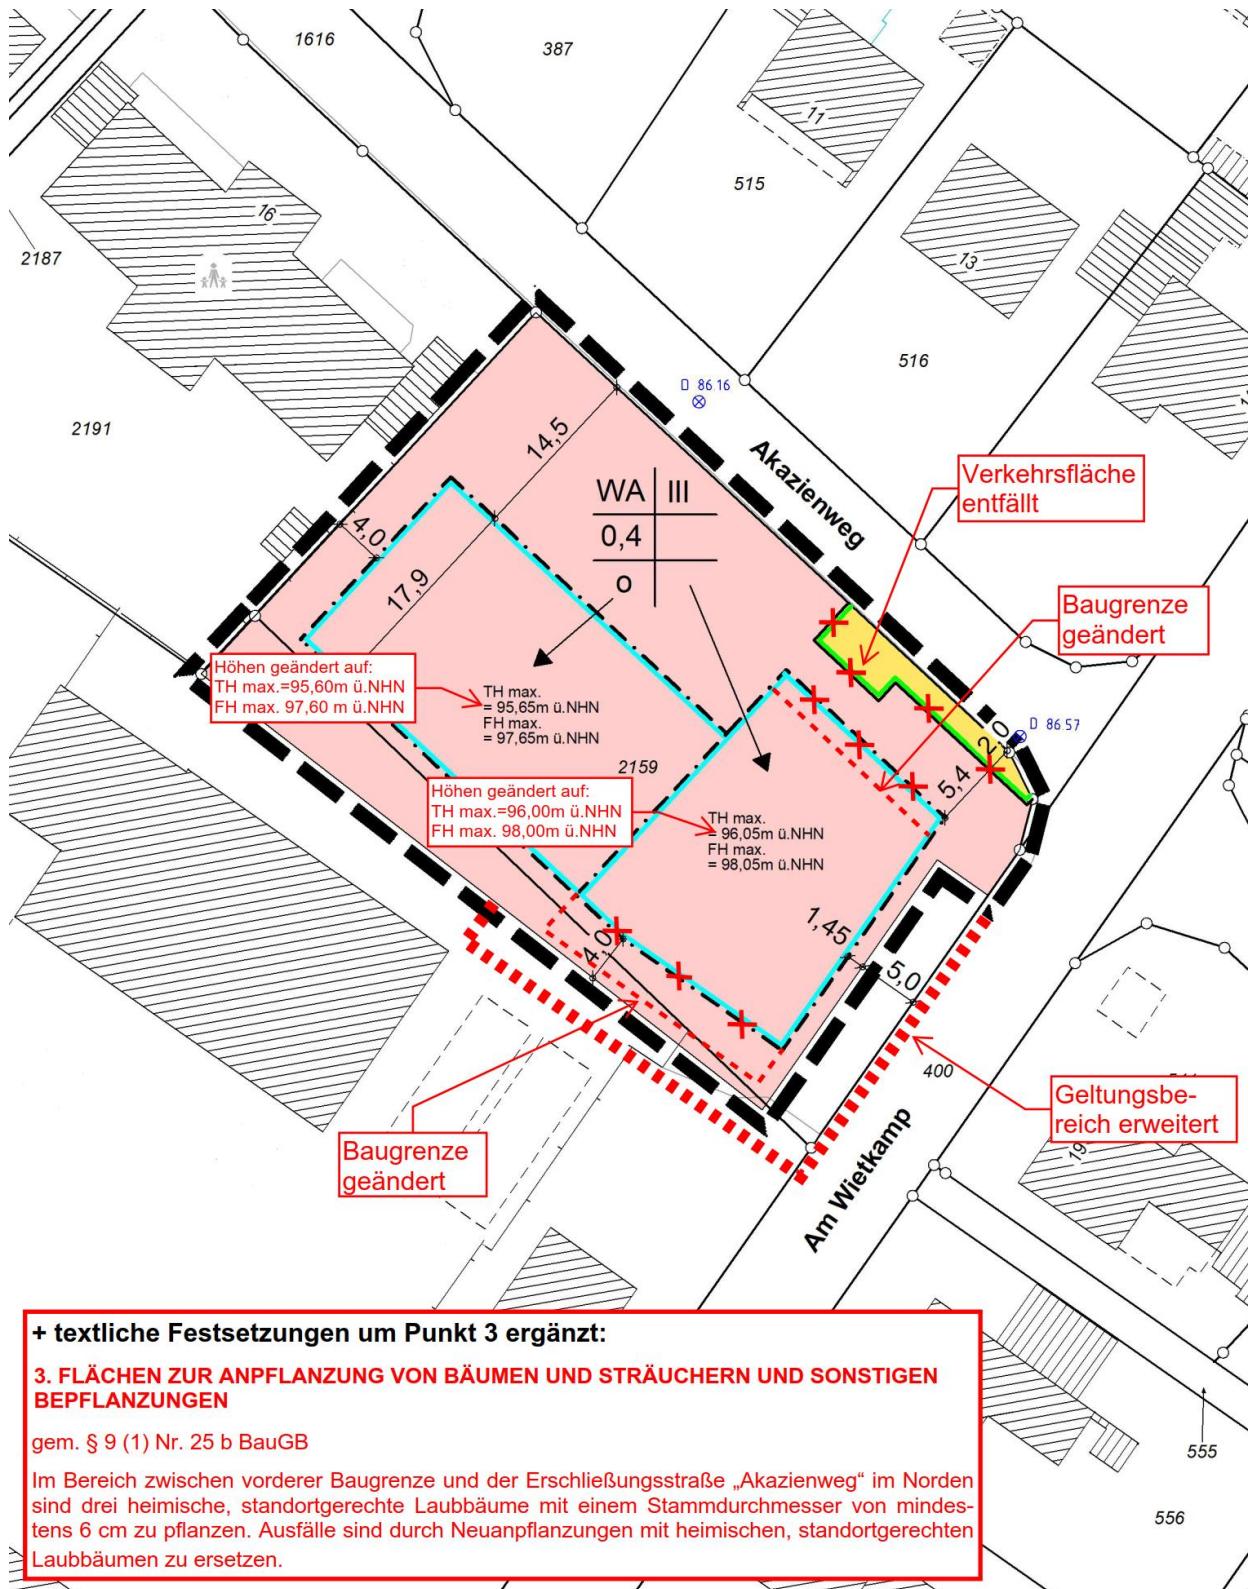 1616
387
11
515
16
2187
13
516
D 86.16
2191
14,5
Akazienweg
Verkehrsfläche
entfällt
WA III
0,4
o
4,0
17,9
Baugrenze
geändert
Höhen geändert auf:
TH max.=95,60m ü.NHN
FH max. 97,60 m ü.NHN
TH max.
= 95,65m ü.NHN
FH max.
= 97,65m ü.NHN
D 86.57
2,0
2159
5,4
Höhen geändert auf:
TH max.=96,00m ü.NHN
FH max. 98,00m ü.NHN
TH max.
= 96,05m ü.NHN
FH max.
= 98,05m ü.NHN
1,45
4,0
5,0
400
Geltungsbe-
reich erweitert
Baugrenze
geändert
Am Wietkamp
+ textliche Festsetzungen um Punkt 3 ergänzt:
3. FLÄCHEN ZUR ANPFLANZUNG VON BÄUMEN UND STRÄUCHERN UND SONSTIGEN
BEPFLANZUNGEN
gem. § 9 (1) Nr. 25 b BauGB
Im Bereich zwischen vorderer Baugrenze und der Erschließungsstraße „Akazienweg“ im Norden
sind drei heimische, standortgerechte Laubbäume mit einem Stammdurchmesser von mindes-
tens 6 cm zu pflanzen. Ausfälle sind durch Neuanpflanzungen mit heimischen, standortgerechten
Laubbäumen zu ersetzen.
555
556